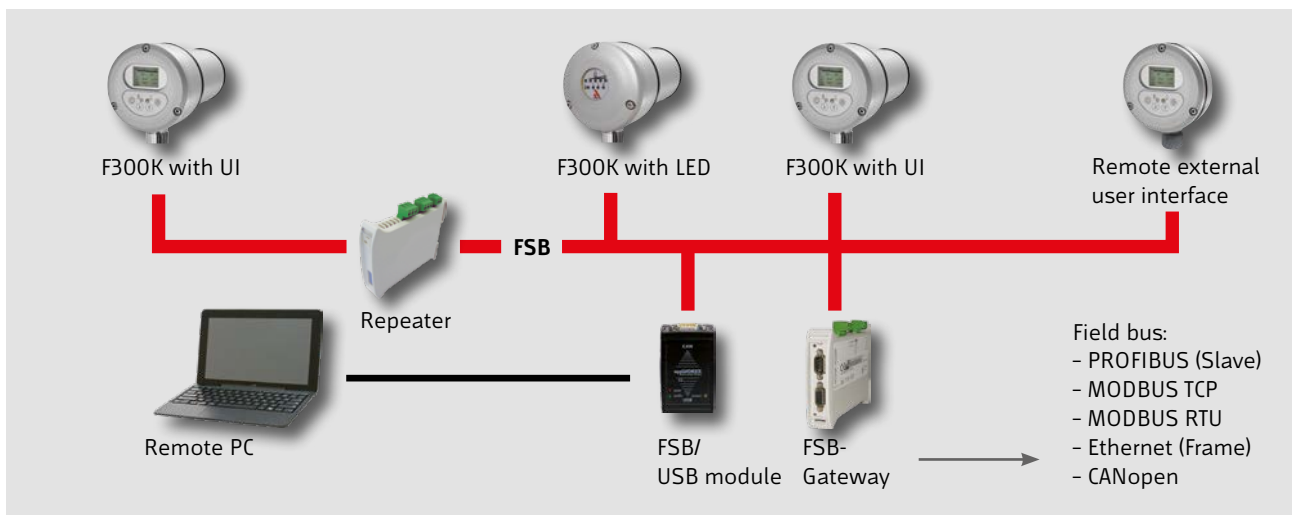 F300K with UI
F300K with LED
F300K with UI
Remote external
user interface
FSB
Repeater
Remote PC
FSB/
USB module
FSB-
Gateway
Field bus:
– PROFIBUS (Slave)
– MODBUS TCP
– MODBUS RTU
– Ethernet (Frame)
– CANopen